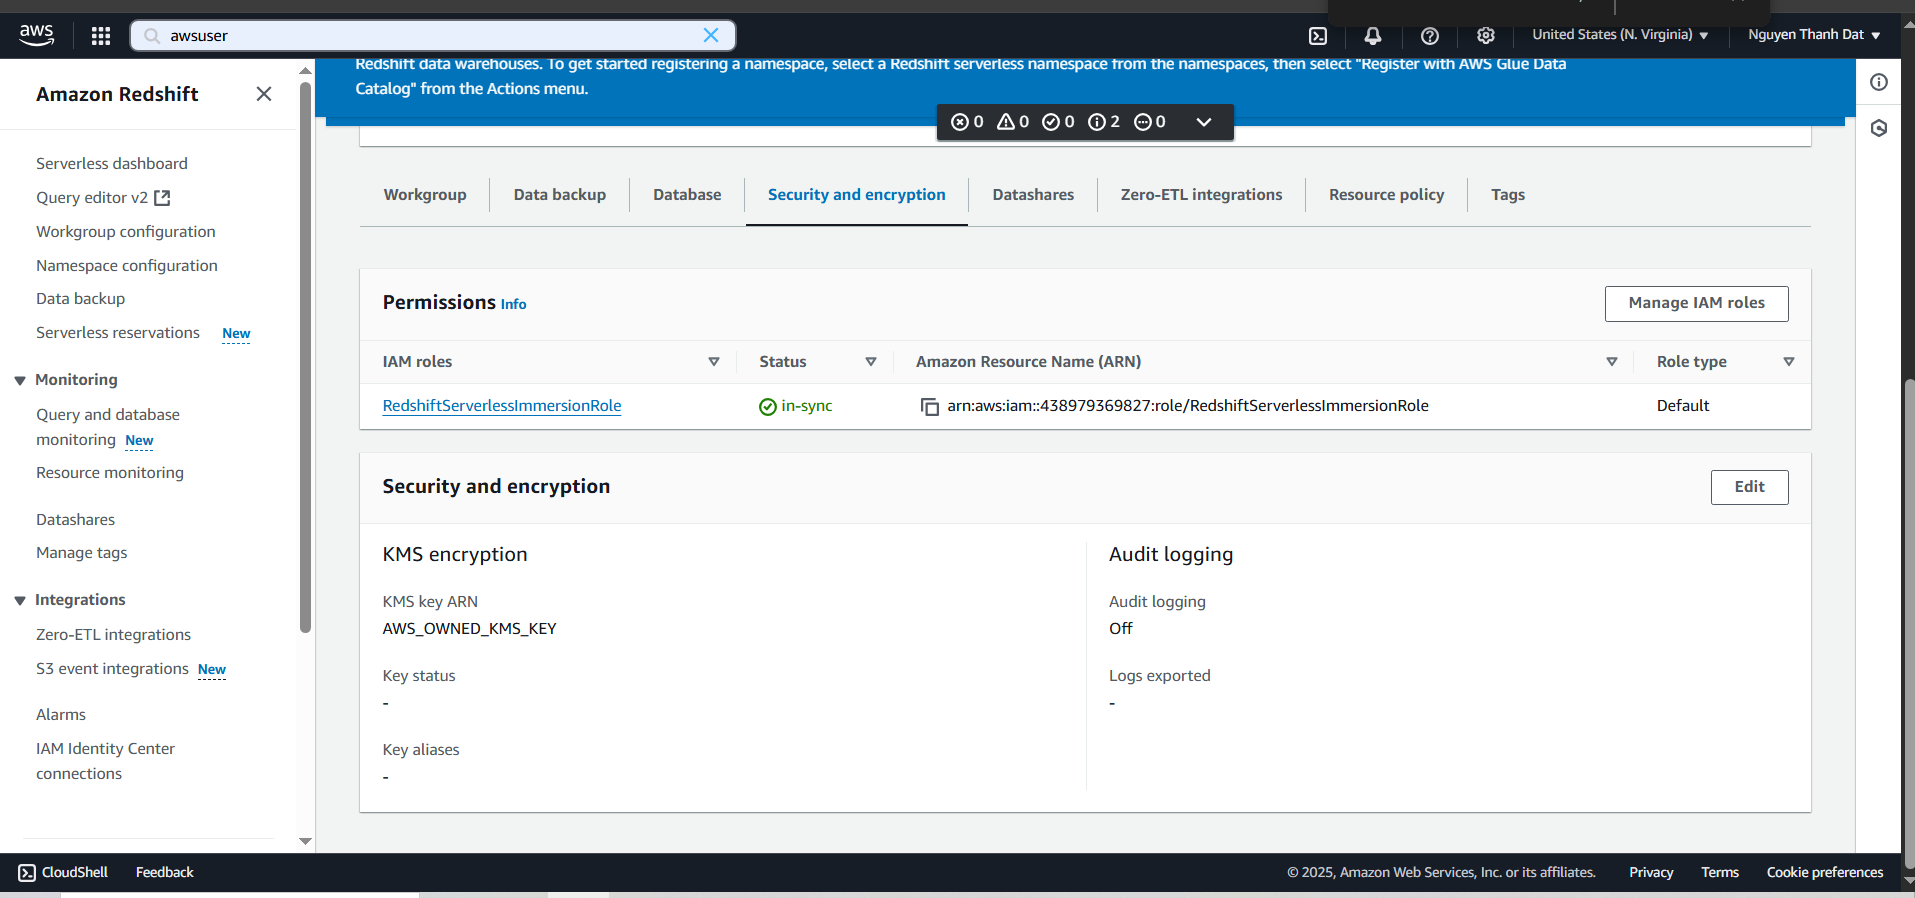 aws
awsuser
United States (N. Virginia)
Nguyen Thanh Dat
Amazon Redshift
Serverless dashboard
Query editor v2
Workgroup configuration
Namespace configuration
Data backup
Serverless reservations New
Monitoring
Query and database
monitoring New
Resource monitoring
Datashares
Manage tags
Integrations
Zero-ETL integrations
S3 event integrations New
Alarms
IAM Identity Center
connections
Redshift data warehouses. To get started registering a namespace, select a Redshift serverless namespace from the namespaces, then select "Register with AWS Glue Data
Catalog" from the Actions menu.
0 0 0 2 0
Workgroup Data backup Database Security and encryption Datashares Zero-ETL integrations Resource policy Tags
Permissions Info
Manage IAM roles
IAM roles Status Amazon Resource Name (ARN) Role type
RedshiftServerlessImmersionRole in-sync arn:aws:iam::438979369827:role/RedshiftServerlessImmersionRole Default
Security and encryption
Edit
KMS encryption
KMS key ARN
AWS_OWNED_KMS_KEY
Key status
-
Key aliases
-
Audit logging
Audit logging
Off
Logs exported
-
CloudShell Feedback
© 2025, Amazon Web Services, Inc. or its affiliates. Privacy Terms Cookie preferences